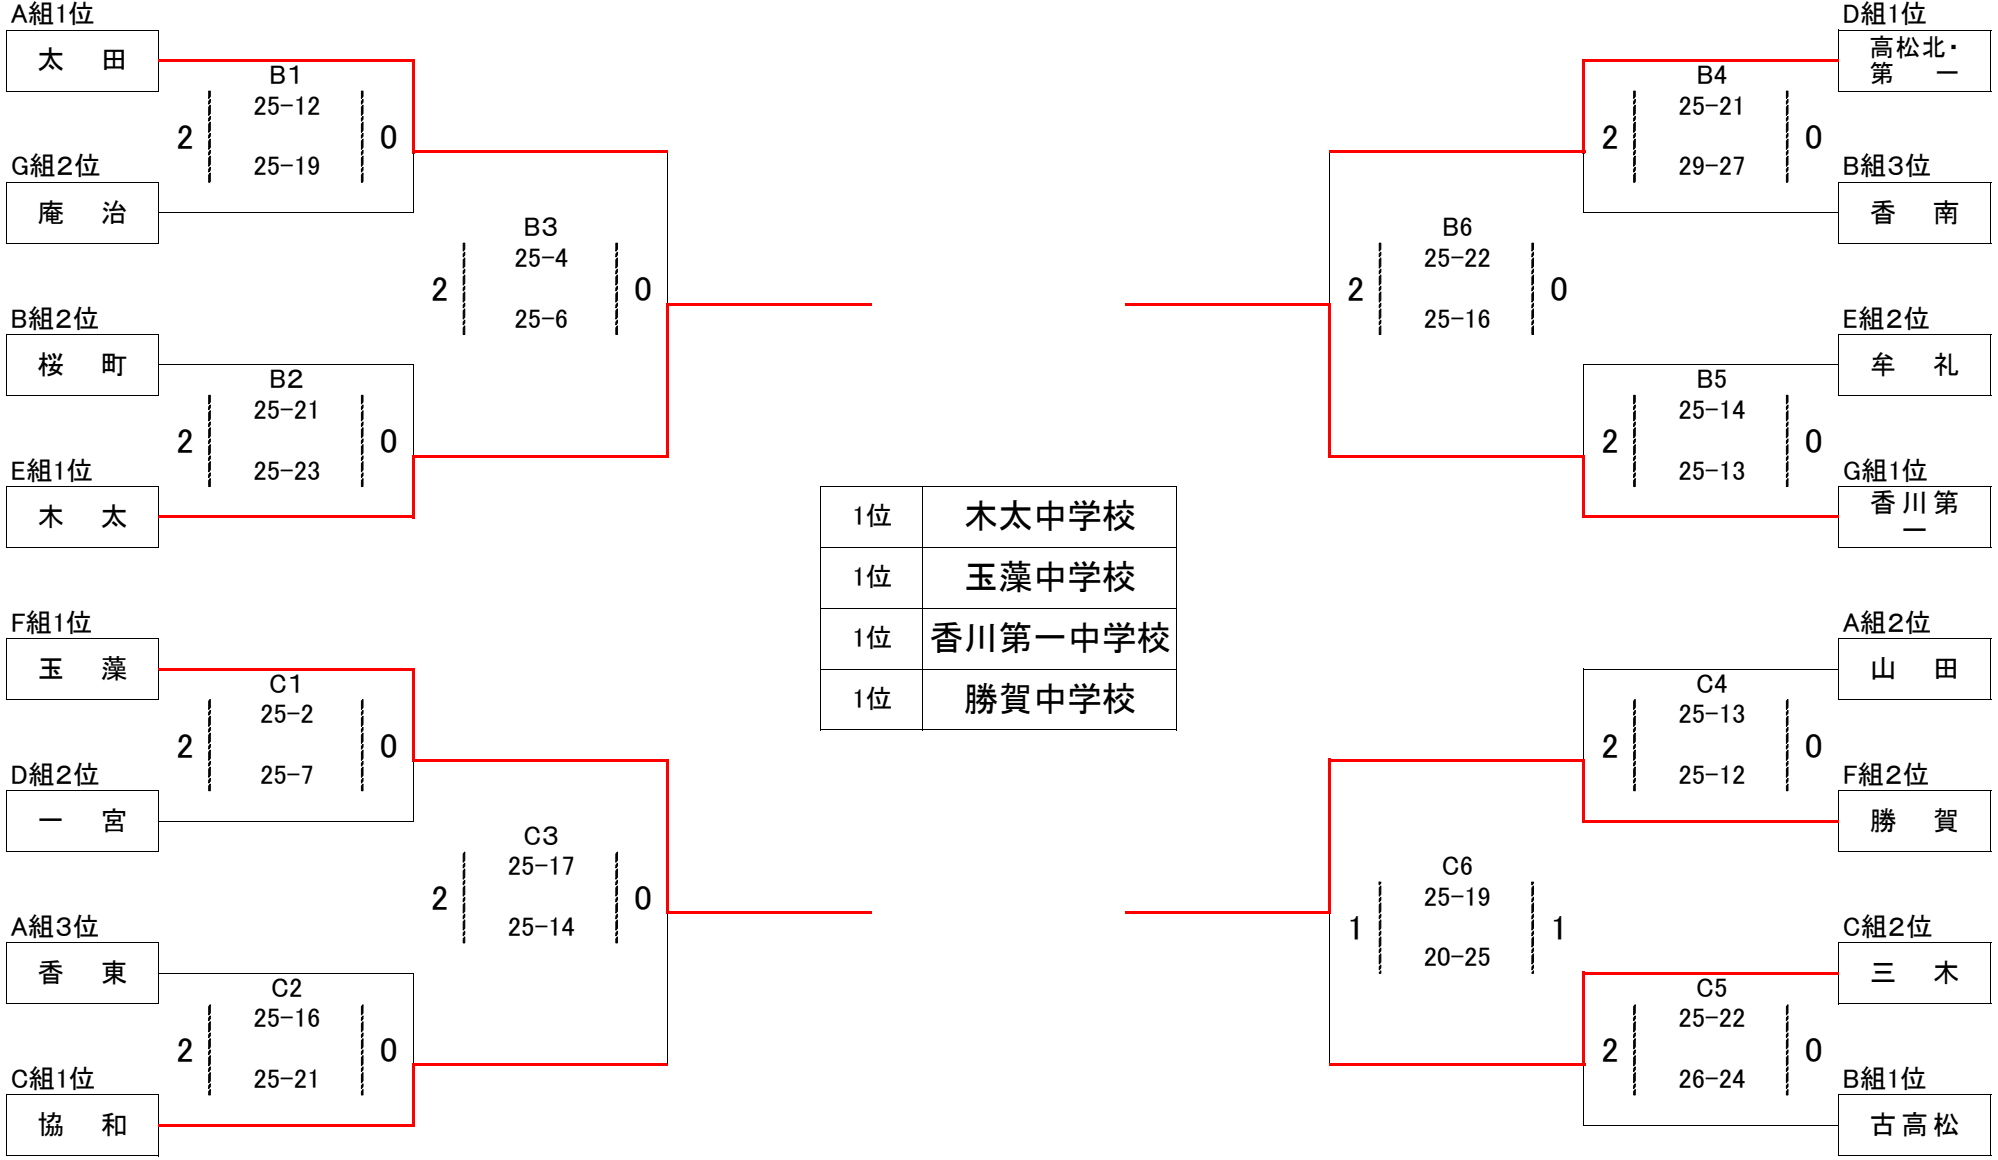 A組1位
太 田
B1
25-12
2 0
25-19
G組2位
庵 治
B3
25-4
2 0
25-6
B組2位
桜 町
B2
25-21
2 0
25-23
E組1位
木 太
F組1位
玉 藻
C1
25-2
2 0
25-7
D組2位
一 宮
C3
25-17
2 0
25-14
A組3位
香 東
C2
25-16
2 0
25-21
C組1位
協 和
1位 木太中学校
1位 玉藻中学校
1位 香川第一中学校
1位 勝賀中学校
D組1位
高松北・
第 一
B4
25-21
2 0
29-27
B組3位
香 南
B6
25-22
2 0
25-16
E組2位
牟 礼
B5
25-14
2 0
25-13
G組1位
香川第
一
A組2位
山 田
C4
25-13
2 0
25-12
F組2位
勝 賀
C6
25-19
1 1
20-25
C組2位
三 木
C5
25-22
2 0
26-24
B組1位
古高松